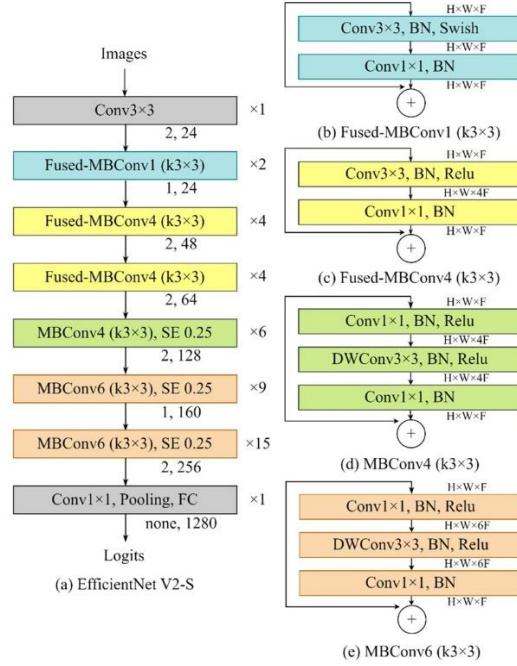 Images
Conv3×3 ×1
2, 24
Fused-MBConv1 (k3×3) ×2
1, 24
Fused-MBConv4 (k3×3) ×4
2, 48
Fused-MBConv4 (k3×3) ×4
2, 64
MBConv4 (k3×3), SE 0.25 ×6
2, 128
MBConv6 (k3×3), SE 0.25 ×9
1, 160
MBConv6 (k3×3), SE 0.25 ×15
2, 256
Conv1×1, Pooling, FC ×1
none, 1280
Logits
(a) EfficientNet V2-S
H×W×F
Conv3×3, BN, Swish
H×W×F
Conv1×1, BN
H×W×F
+
(b) Fused-MBConv1 (k3×3)
H×W×F
Conv3×3, BN, Relu
H×W×4F
Conv1×1, BN
H×W×F
+
(c) Fused-MBConv4 (k3×3)
H×W×F
Conv1×1, BN, Relu
H×W×4F
DWConv3×3, BN, Relu
H×W×4F
Conv1×1, BN
H×W×F
+
(d) MBConv4 (k3×3)
H×W×F
Conv1×1, BN, Relu
H×W×6F
DWConv3×3, BN, Relu
H×W×6F
Conv1×1, BN
H×W×F
+
(e) MBConv6 (k3×3)